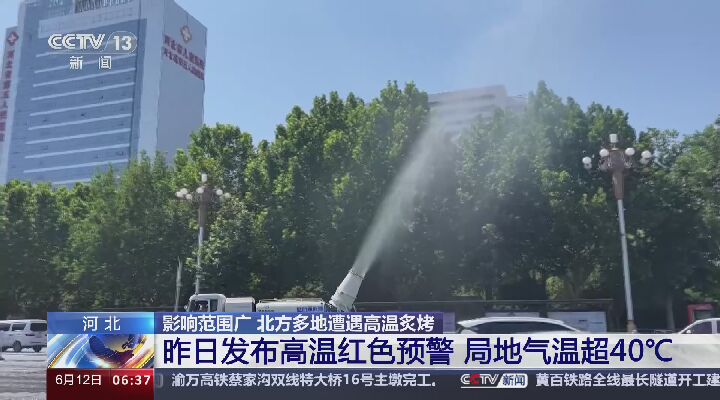 CCTV 13
新闻
河北
影响范围广 北方多地遭遇高温炙烤
昨日发布高温红色预警 局地气温超40℃
6月12日 06:37 渝万高铁蔡家沟双线特大桥16号主墩完工。 CCTV 新闻 黄百铁路全线最长隧道开工建